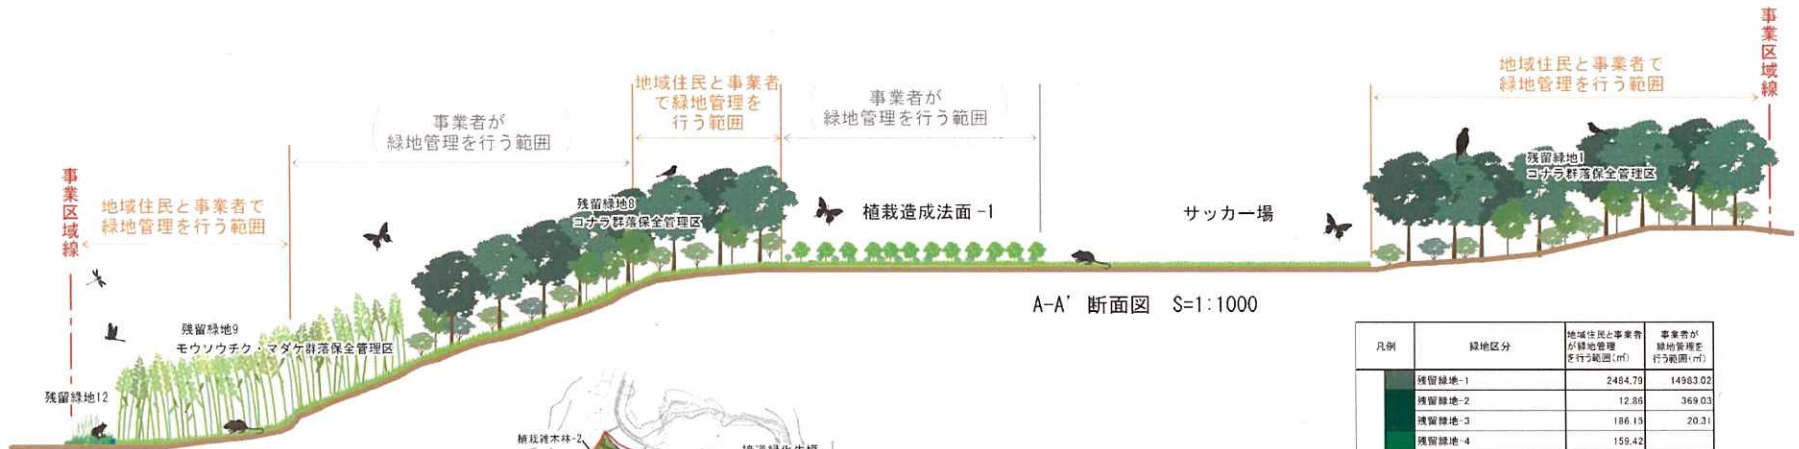 事業区域線
地域住民と事業者で
緑地管理を行う範囲
事業者が
緑地管理を行う範囲
地域住民と事業者
で緑地管理を
行う範囲
事業者が
緑地管理を行う範囲
地域住民と事業者で
緑地管理を行う範囲
事業区域線
残留緑地12
残留緑地9
モウソウチク・マダケ群落保全管理区
残留緑地8
コナラ群落保全管理区
植栽造成法面-1
サッカー場
残留緑地1
コナラ群落保全管理区
A-A' 断面図 S=1:1000
植栽雑木林-2
凡例 緑地区分 地域住民と事業者が緑地管理を行う範囲(㎡) 事業者が緑地管理を行う範囲(㎡)
残留緑地-1 2484.79 14983.02
残留緑地-2 12.86 369.03
残留緑地-3 186.15 20.31
残留緑地-4 159.42